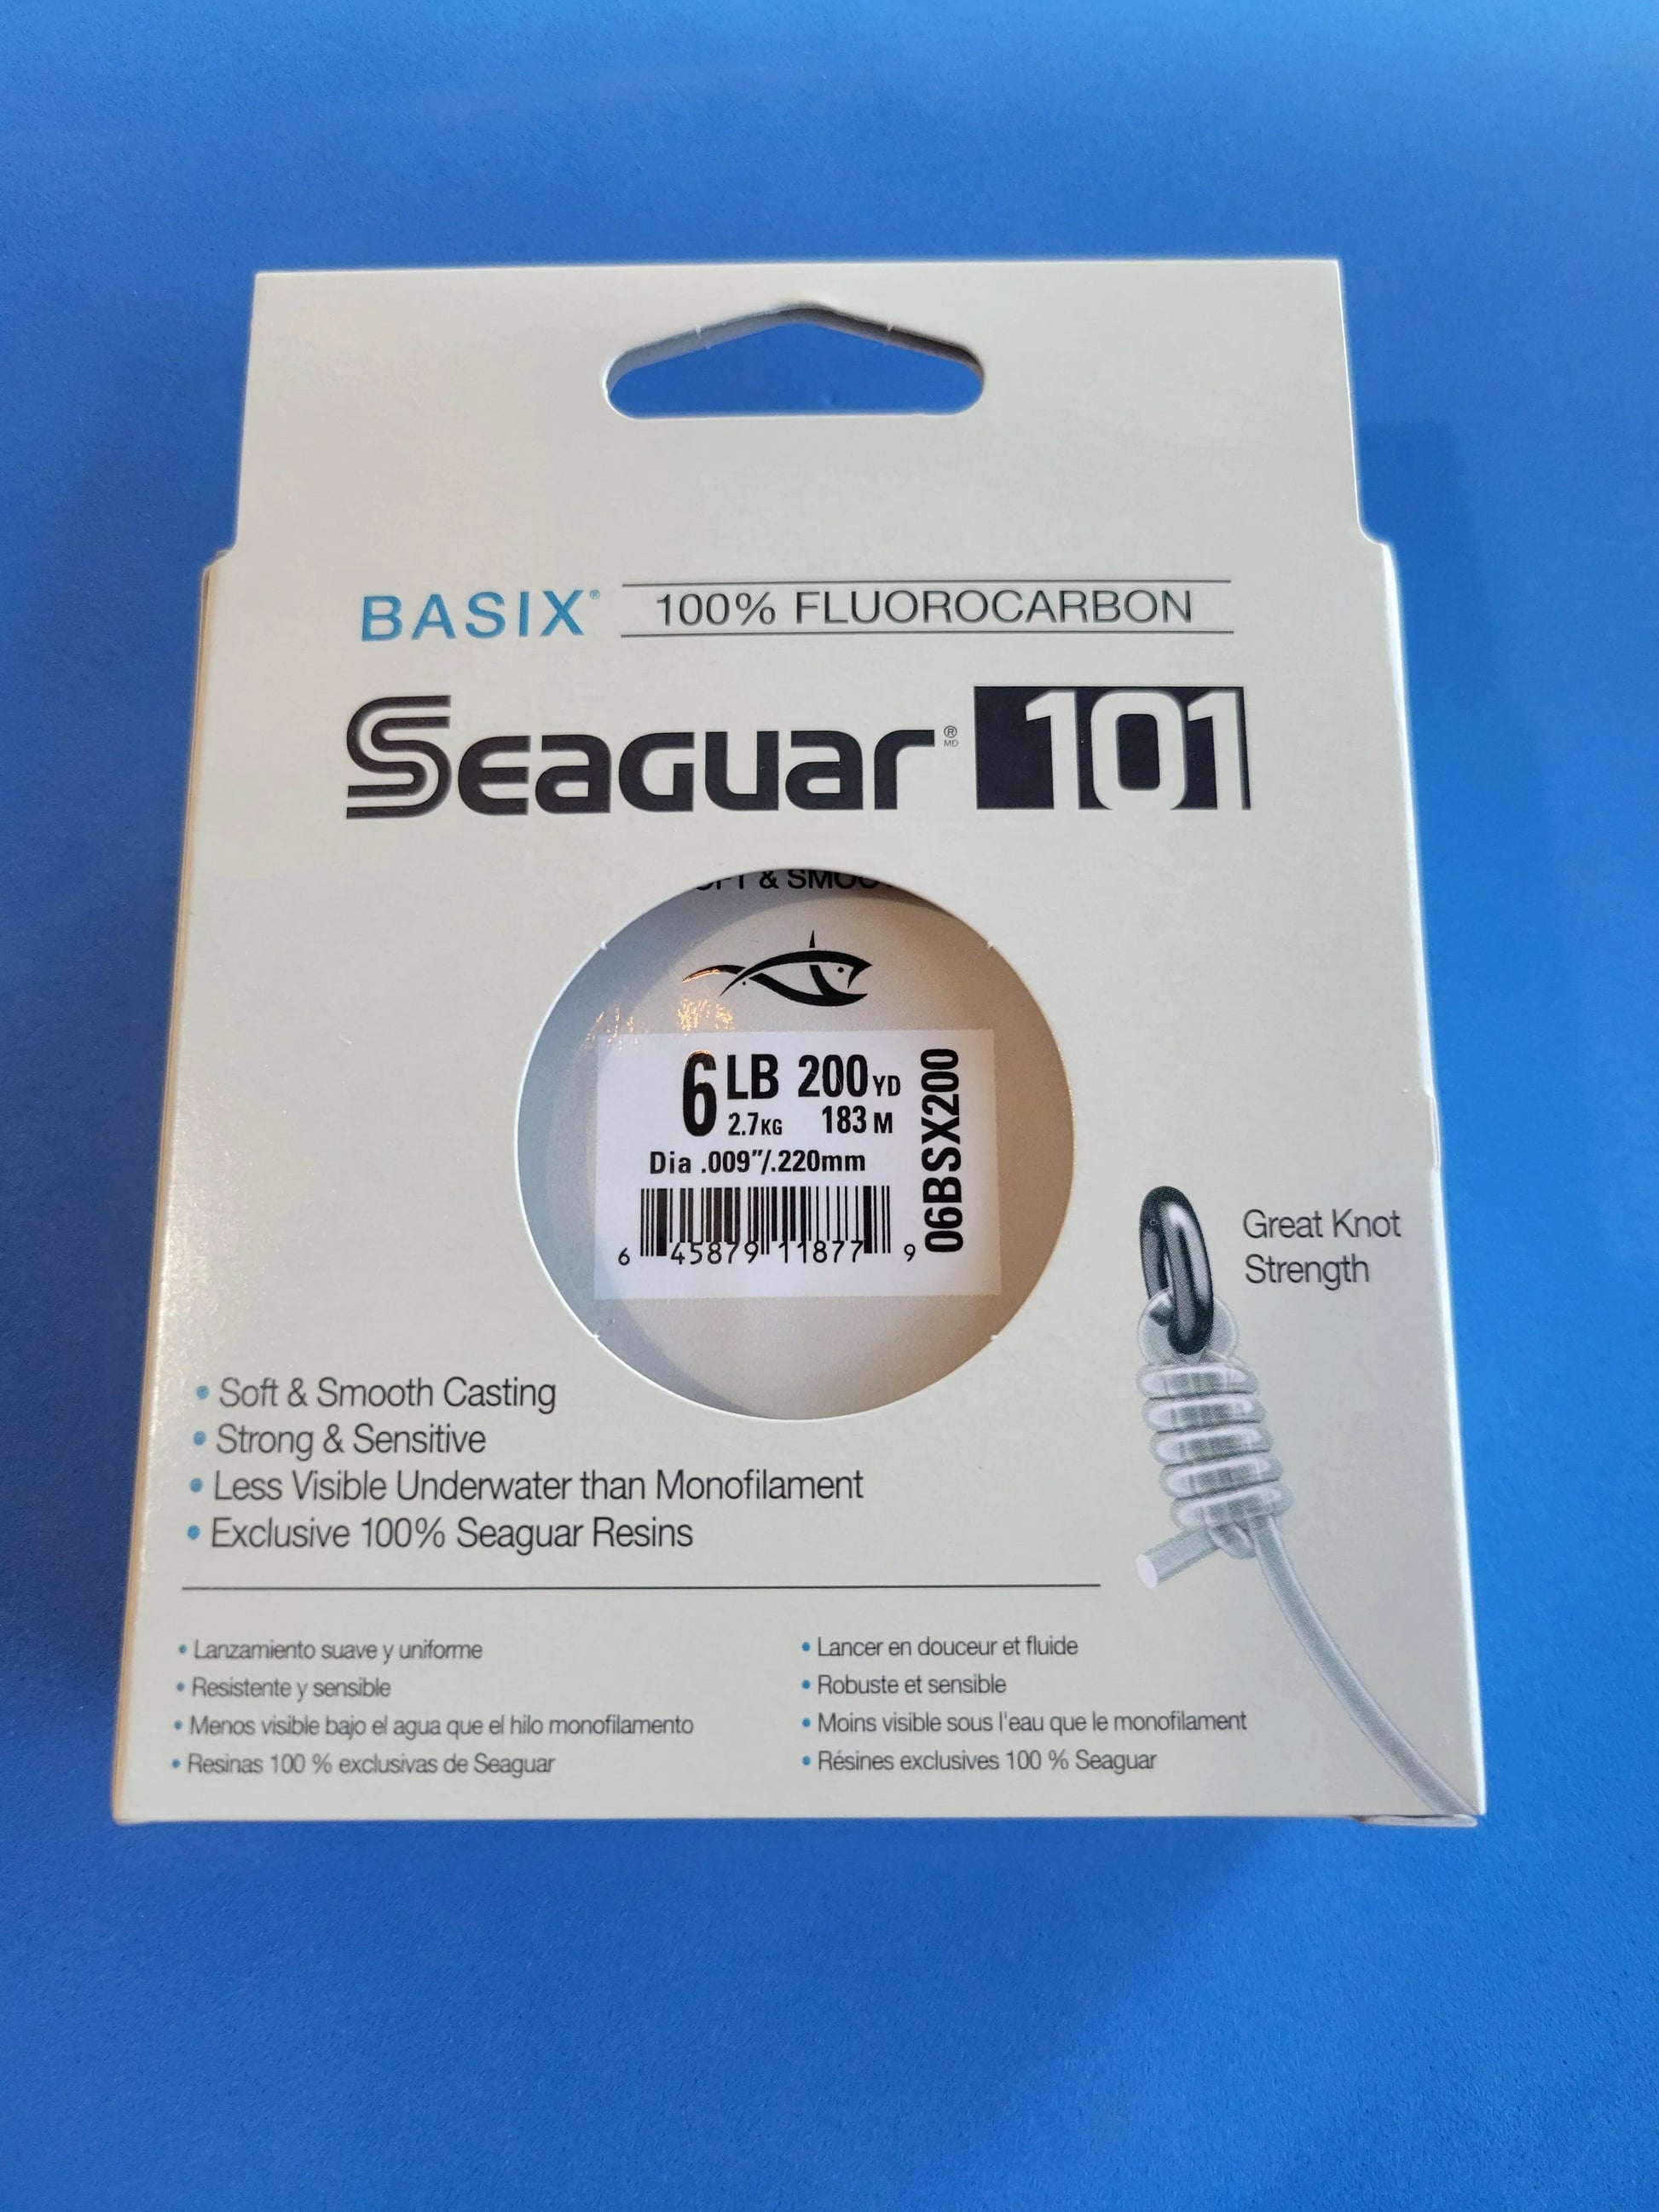 BASIX® 100% FLUOROCARBON
Seaguar® MD 101
& SMOO
6 LB 200 YD
2.7 KG 183 M
Dia .009"/.220mm
6 45879 11877 9
06BSX200
Great Knot
Strength
• Soft & Smooth Casting
• Strong & Sensitive
• Less Visible Underwater than Monofilament
• Exclusive 100% Seaguar Resins
• Lanzamiento suave y uniforme
• Resistente y sensible
• Menos visible bajo el agua que el hilo monofilamento
• Resinas 100 % exclusivas de Seaguar
• Lancer en douceur et fluide
• Robuste et sensible
• Moins visible sous l'eau que le monofilament
• Résines exclusives 100 % Seaguar